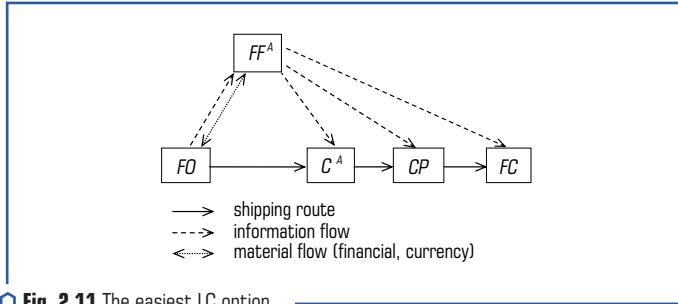 FF^A
FO
C^A
CP
FC
shipping route
information flow
material flow (financial, currency)
Fig. 2.11 The easiest LC option